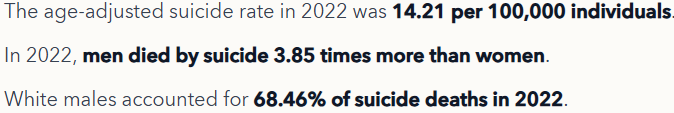 The age-adjusted suicide rate in 2022 was 14.21 per 100,000 individuals.
In 2022, men died by suicide 3.85 times more than women.
White males accounted for 68.46% of suicide deaths in 2022.